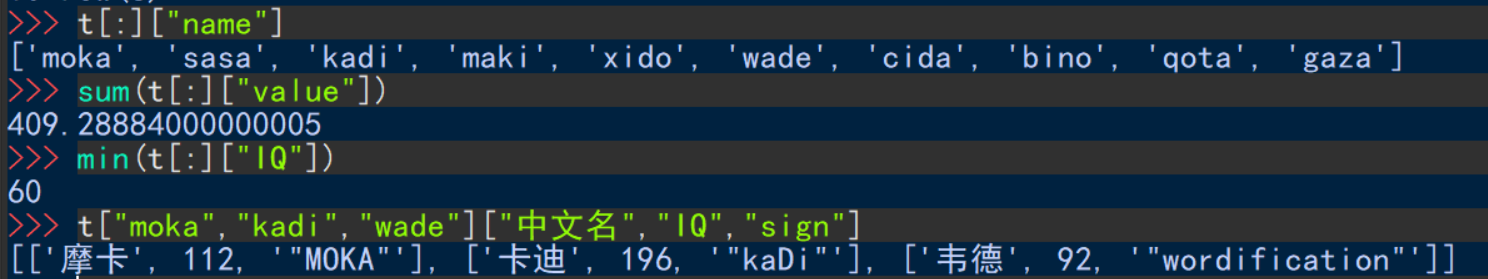 >>> t[:]["name"]
['moka', 'sasa', 'kadi', 'maki', 'xido', 'wade', 'cida', 'bino', 'qota', 'gaza']
>>> sum(t[:]["value"])
409.28884000000005
>>> min(t[:]["IQ"])
60
>>> t["moka","kadi","wade"]["中文名","IQ","sign"]
[['摩卡', 112, '"MOKA"'], ['卡迪', 196, '"kaDi"'], ['韦德', 92, '"wordification"']]